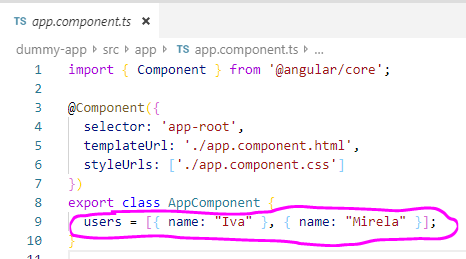 TS app.component.ts ×
dummy-app > src > app > TS app.component.ts > ...
1 import { Component } from '@angular/core';
2
3 @Component({
4 selector: 'app-root',
5 templateUrl: './app.component.html',
6 styleUrls: ['./app.component.css']
7 })
8 export class AppComponent {
9 users = [{ name: "Iva" }, { name: "Mirela" }];
10 }
11